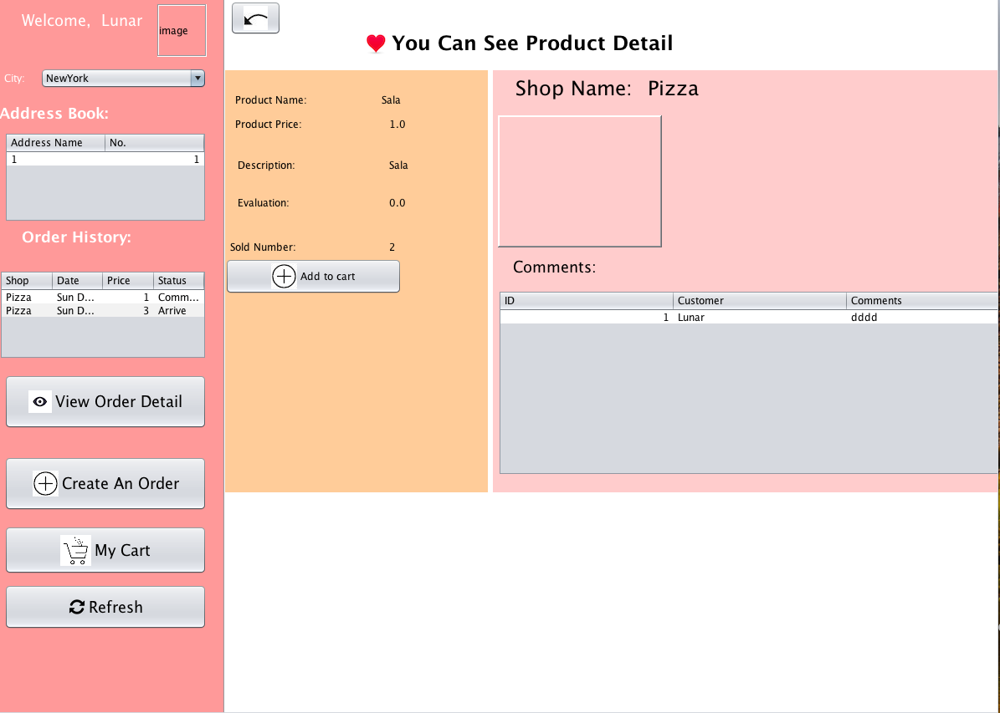 Welcome, Lunar
image
City: NewYork
Address Book:
Address Name No.
1 1
Order History:
Shop Date Price Status
Pizza Sun D... 1 Comm...
Pizza Sun D... 3 Arrive
View Order Detail
Create An Order
My Cart
Refresh
You Can See Product Detail
Product Name: Sala
Product Price: 1.0
Description: Sala
Evaluation: 0.0
Sold Number: 2
Add to cart
Shop Name: Pizza
Comments:
ID Customer Comments
1 Lunar dddd